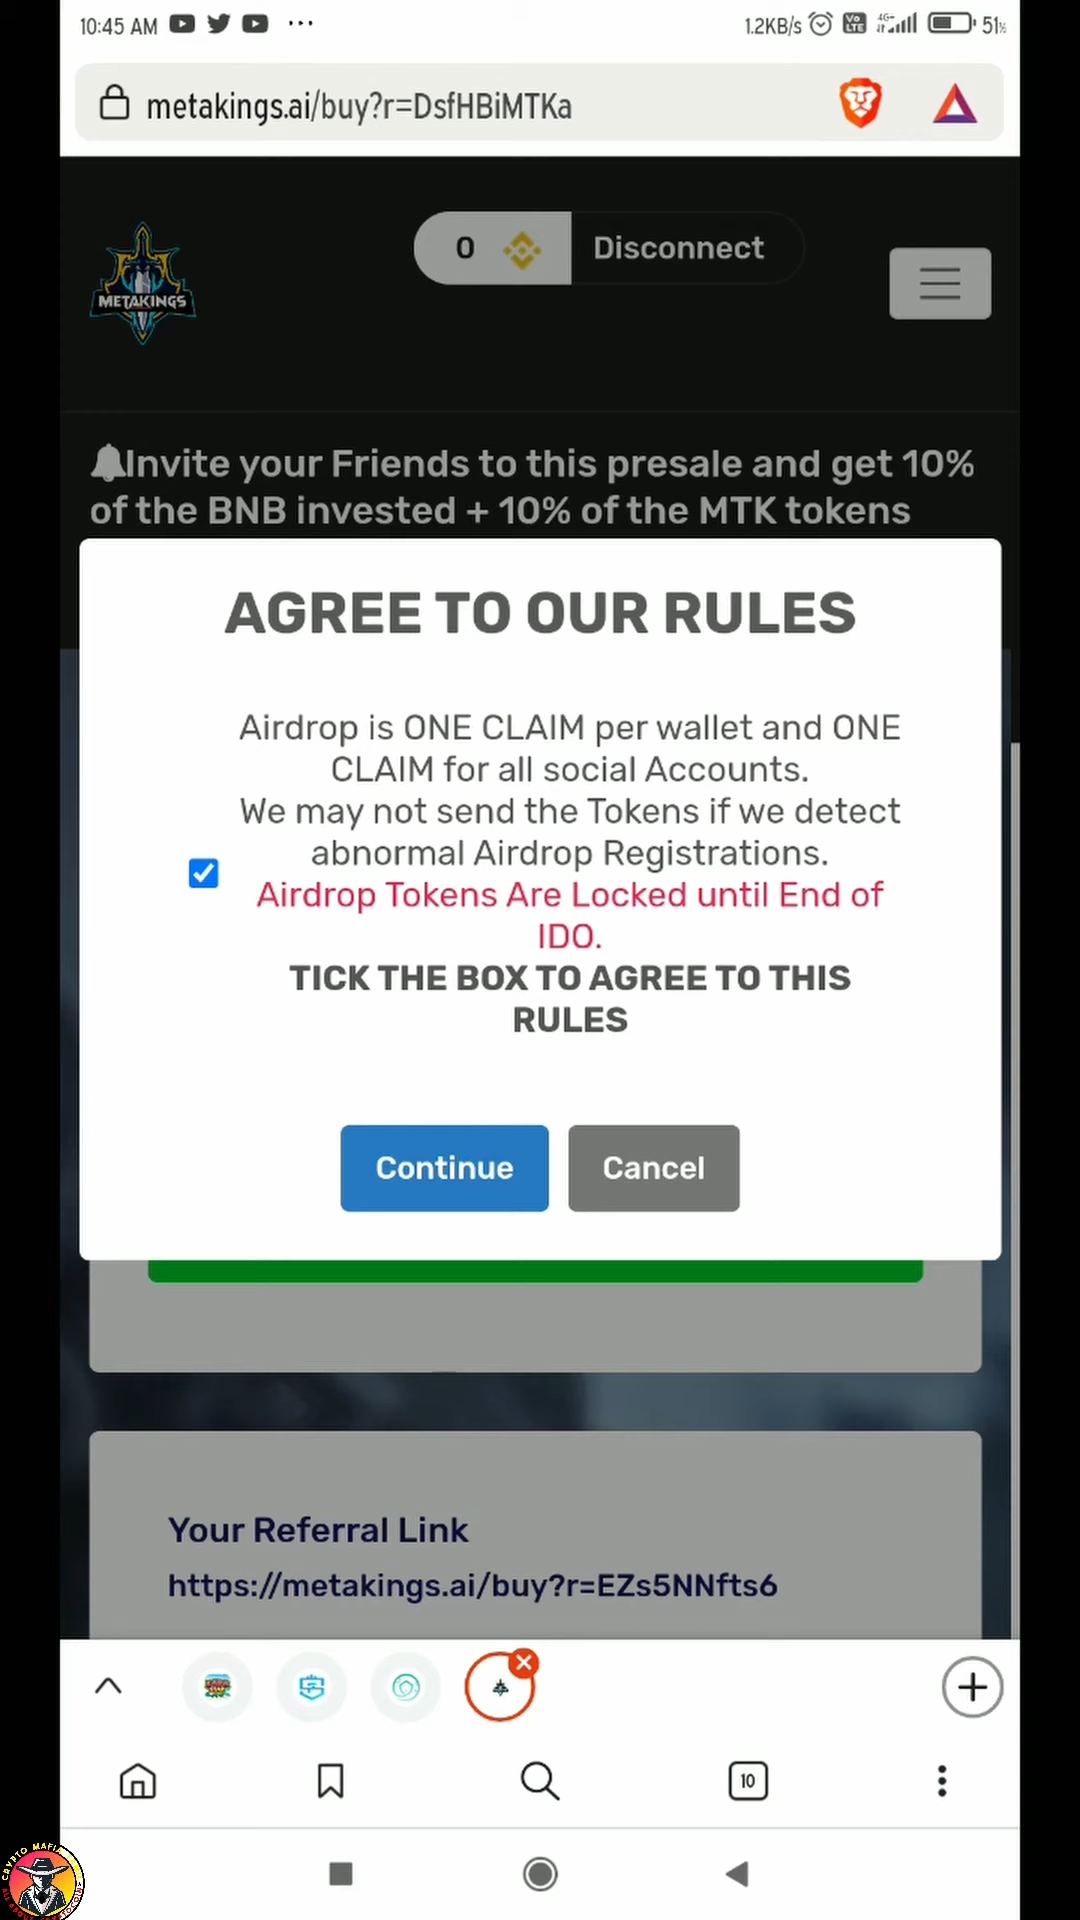 10:45 AM
1.2KB/s
Vo LTE
4G+
51%
metakings.ai/buy?r=DsfHBiMTKa
METAKINGS
0
Disconnect
Invite your Friends to this presale and get 10%
of the BNB invested + 10% of the MTK tokens
AGREE TO OUR RULES
Airdrop is ONE CLAIM per wallet and ONE
CLAIM for all social Accounts.
We may not send the Tokens if we detect
abnormal Airdrop Registrations.
Airdrop Tokens Are Locked until End of
IDO.
TICK THE BOX TO AGREE TO THIS
RULES
Continue
Cancel
Your Referral Link
https://metakings.ai/buy?r=EZs5NNfts6
10
CRYPTO MAFIA